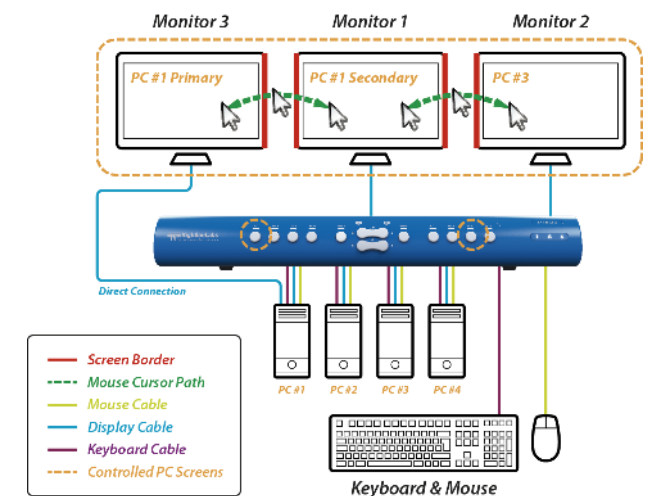 Monitor 3
Monitor 1
Monitor 2
PC #1 Primary
PC #1 Secondary
PC #3
Direct Connection
PC #1
PC #2
PC #3
PC #4
Screen Border
Mouse Cursor Path
Mouse Cable
Display Cable
Keyboard Cable
Controlled PC Screens
Keyboard & Mouse